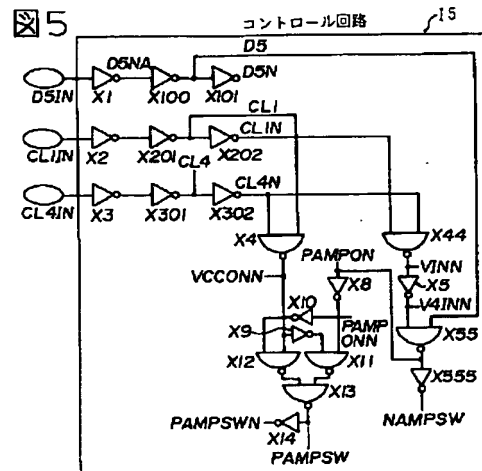 図5
コントロール回路
15
D5NA
D5
D5IN
X1
X100
X101
D5N
CL1
CL1IN
X2
X201
X202
CL1N
CL4
CL4IN
X3
X301
X302
CL4N
X4
X44
PAMPON
VINN
VCCONN
X8
X5
X10
V4INN
X9
PAMP
ONN
X55
X12
X11
X13
X555
PAMPSWN
X14
NAMPSW
PAMPSW